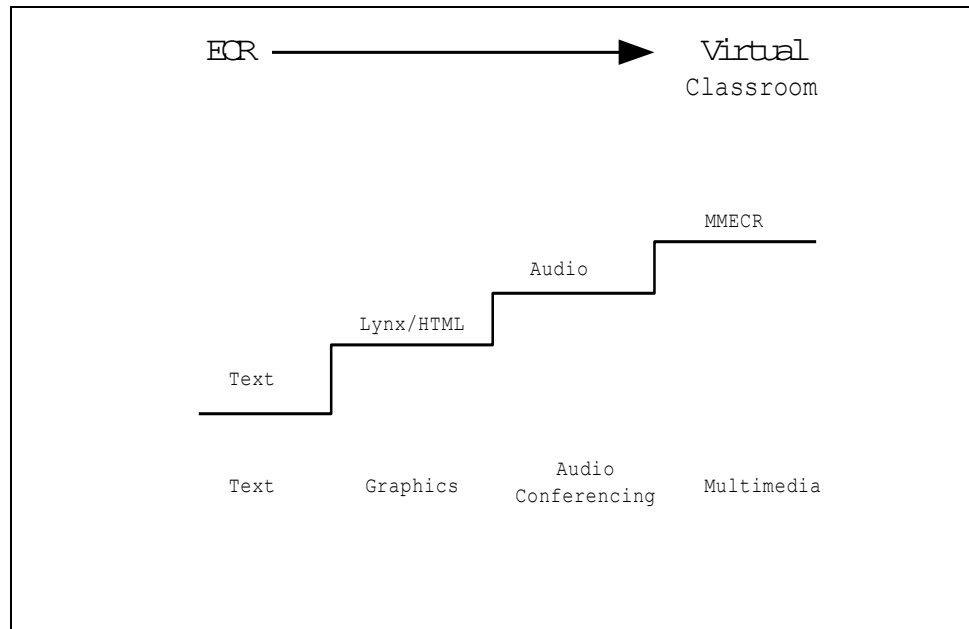 ECR
Virtual
Classroom
MMECR
Audio
Lynx/HTML
Text
Text
Graphics
Audio
Conferencing
Multimedia